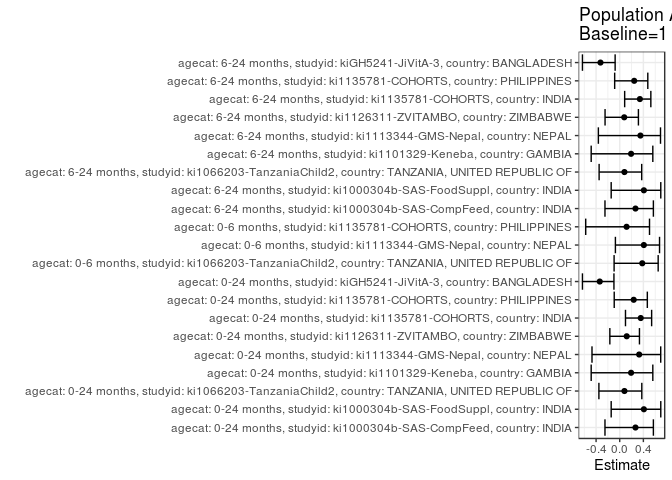 Population A
Baseline=1
agecat: 6-24 months, studyid: kiGH5241-JiVitA-3, country: BANGLADESH
agecat: 6-24 months, studyid: ki1135781-COHORTS, country: PHILIPPINES
agecat: 6-24 months, studyid: ki1135781-COHORTS, country: INDIA
agecat: 6-24 months, studyid: ki1126311-ZVITAMBO, country: ZIMBABWE
agecat: 6-24 months, studyid: ki1113344-GMS-Nepal, country: NEPAL
agecat: 6-24 months, studyid: ki1101329-Keneba, country: GAMBIA
agecat: 6-24 months, studyid: ki1066203-TanzaniaChild2, country: TANZANIA, UNITED REPUBLIC OF
agecat: 6-24 months, studyid: ki1000304b-SAS-FoodSuppl, country: INDIA
agecat: 6-24 months, studyid: ki1000304b-SAS-CompFeed, country: INDIA
agecat: 0-6 months, studyid: ki1135781-COHORTS, country: PHILIPPINES
agecat: 0-6 months, studyid: ki1113344-GMS-Nepal, country: NEPAL
agecat: 0-6 months, studyid: ki1066203-TanzaniaChild2, country: TANZANIA, UNITED REPUBLIC OF
agecat: 0-24 months, studyid: kiGH5241-JiVitA-3, country: BANGLADESH
agecat: 0-24 months, studyid: ki1135781-COHORTS, country: PHILIPPINES
agecat: 0-24 months, studyid: ki1135781-COHORTS, country: INDIA
agecat: 0-24 months, studyid: ki1126311-ZVITAMBO, country: ZIMBABWE
agecat: 0-24 months, studyid: ki1113344-GMS-Nepal, country: NEPAL
agecat: 0-24 months, studyid: ki1101329-Keneba, country: GAMBIA
agecat: 0-24 months, studyid: ki1066203-TanzaniaChild2, country: TANZANIA, UNITED REPUBLIC OF
agecat: 0-24 months, studyid: ki1000304b-SAS-FoodSuppl, country: INDIA
agecat: 0-24 months, studyid: ki1000304b-SAS-CompFeed, country: INDIA
-0.4 0.0 0.4
Estimate